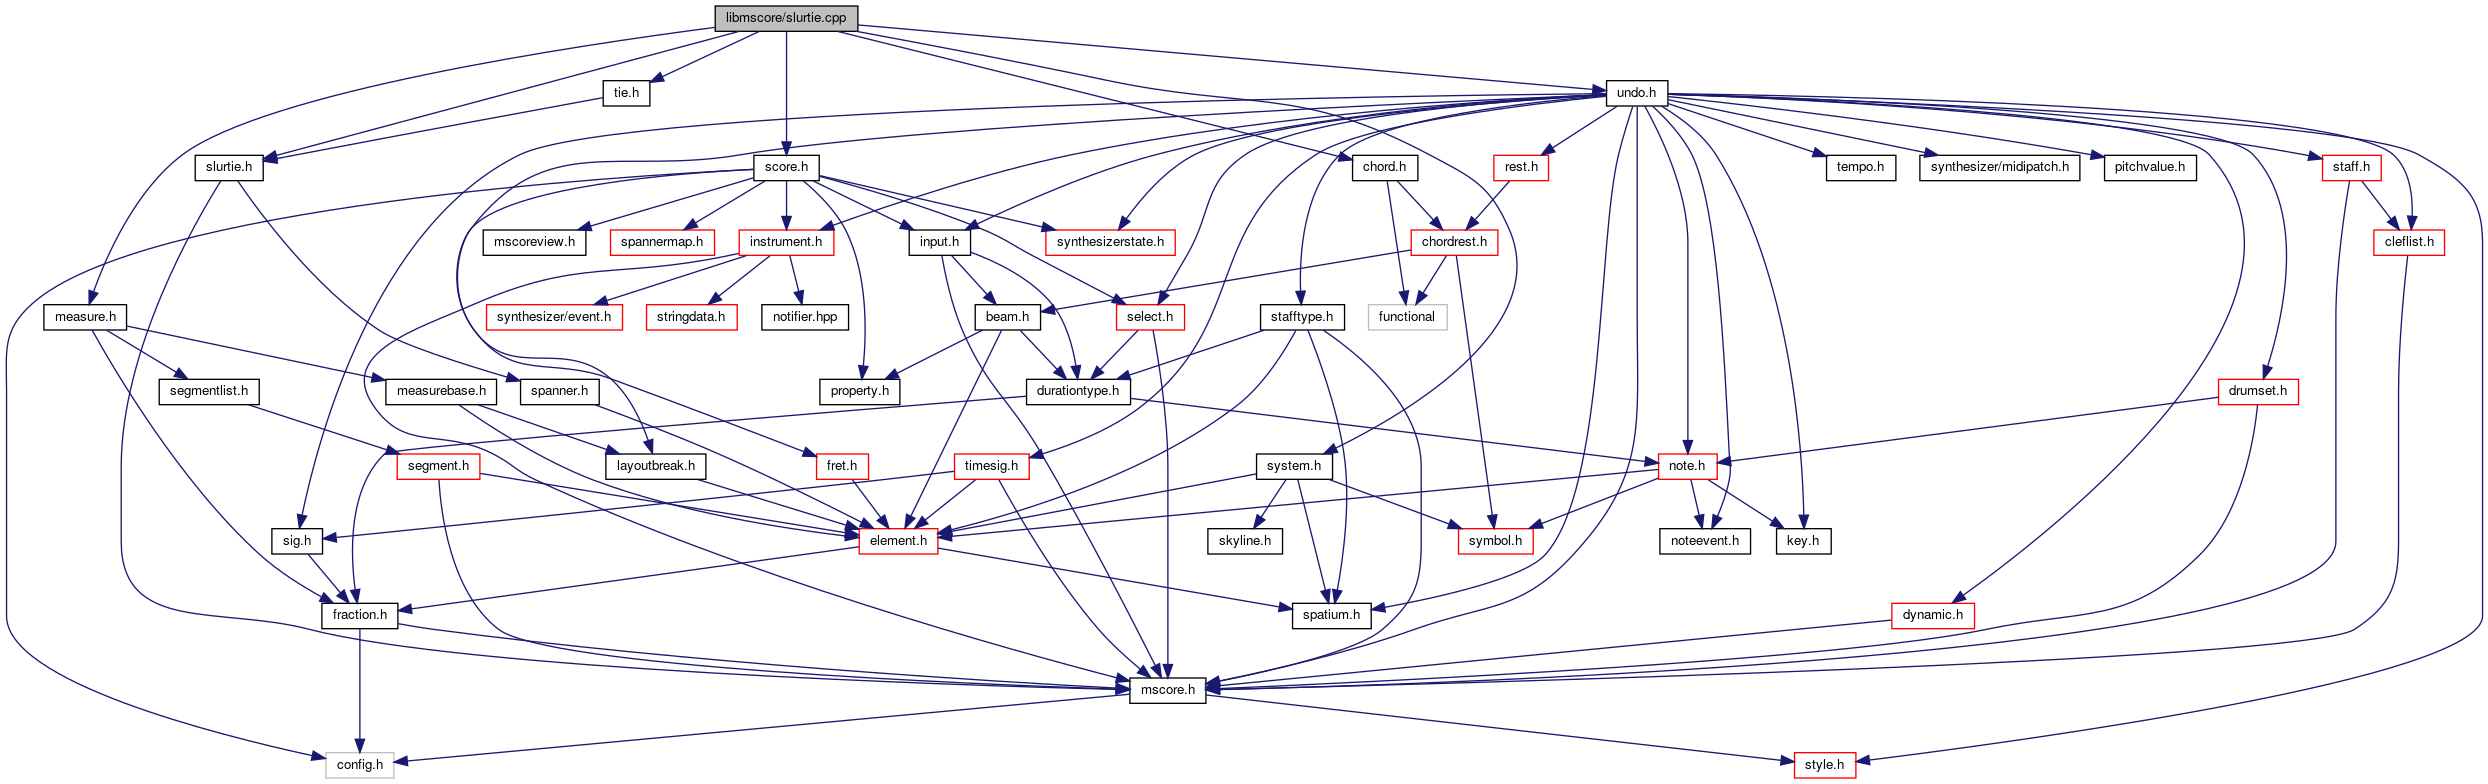 libmscore/slurtie.cpp
tie.h
undo.h
slurtie.h
score.h
chord.h
rest.h
tempo.h
synthesizer/midipatch.h
pitchvalue.h
staff.h
mscoreview.h
spannermap.h
instrument.h
input.h
synthesizerstate.h
chordrest.h
cleflist.h
measure.h
synthesizer/event.h
stringdata.h
notifier.hpp
beam.h
select.h
stafftype.h
functional
segmentlist.h
measurebase.h
spanner.h
property.h
durationtype.h
drumset.h
segment.h
layoutbreak.h
fret.h
timesig.h
system.h
note.h
sig.h
element.h
skyline.h
symbol.h
noteevent.h
key.h
fraction.h
spatium.h
dynamic.h
mscore.h
config.h
style.h